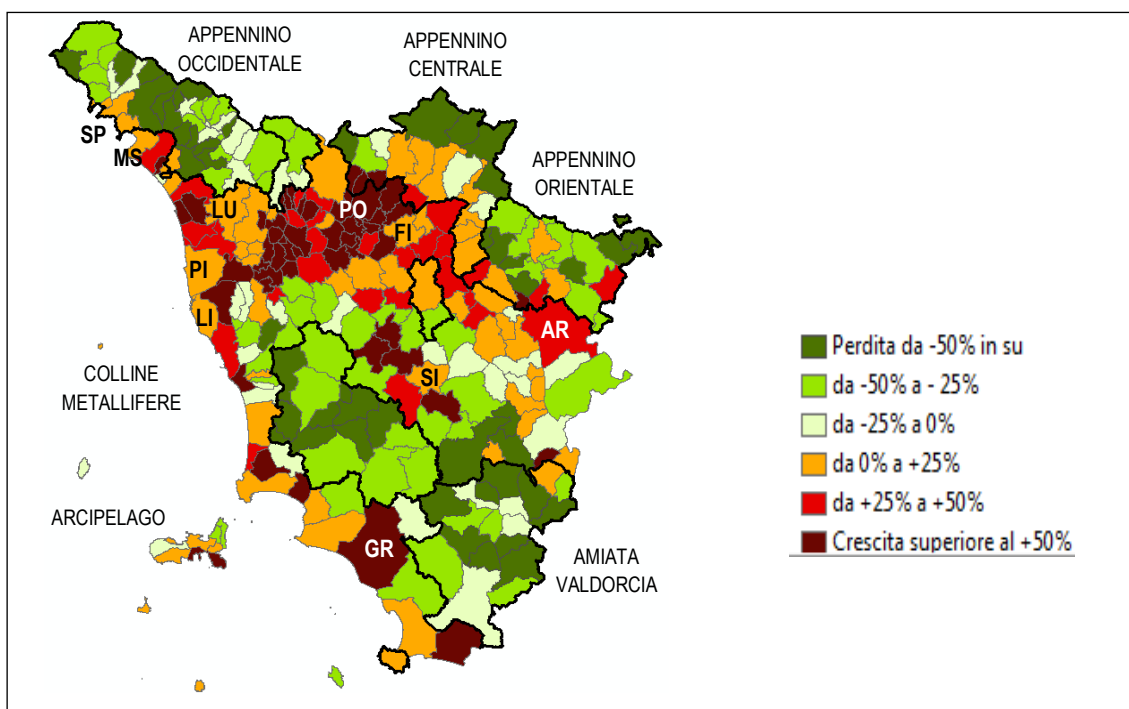 APPENNINO
OCCIDENTALE
APPENNINO
CENTRALE
SP
MS
APPENNINO
ORIENTALE
LU
PO
FI
PI
LI
AR
COLLINE
METALLIFERE
SI
ARCIPELAGO
GR
AMIATA
VALDORCIA
Perdita da -50% in su
da -50% a - 25%
da -25% a 0%
da 0% a +25%
da +25% a +50%
Crescita superiore al +50%